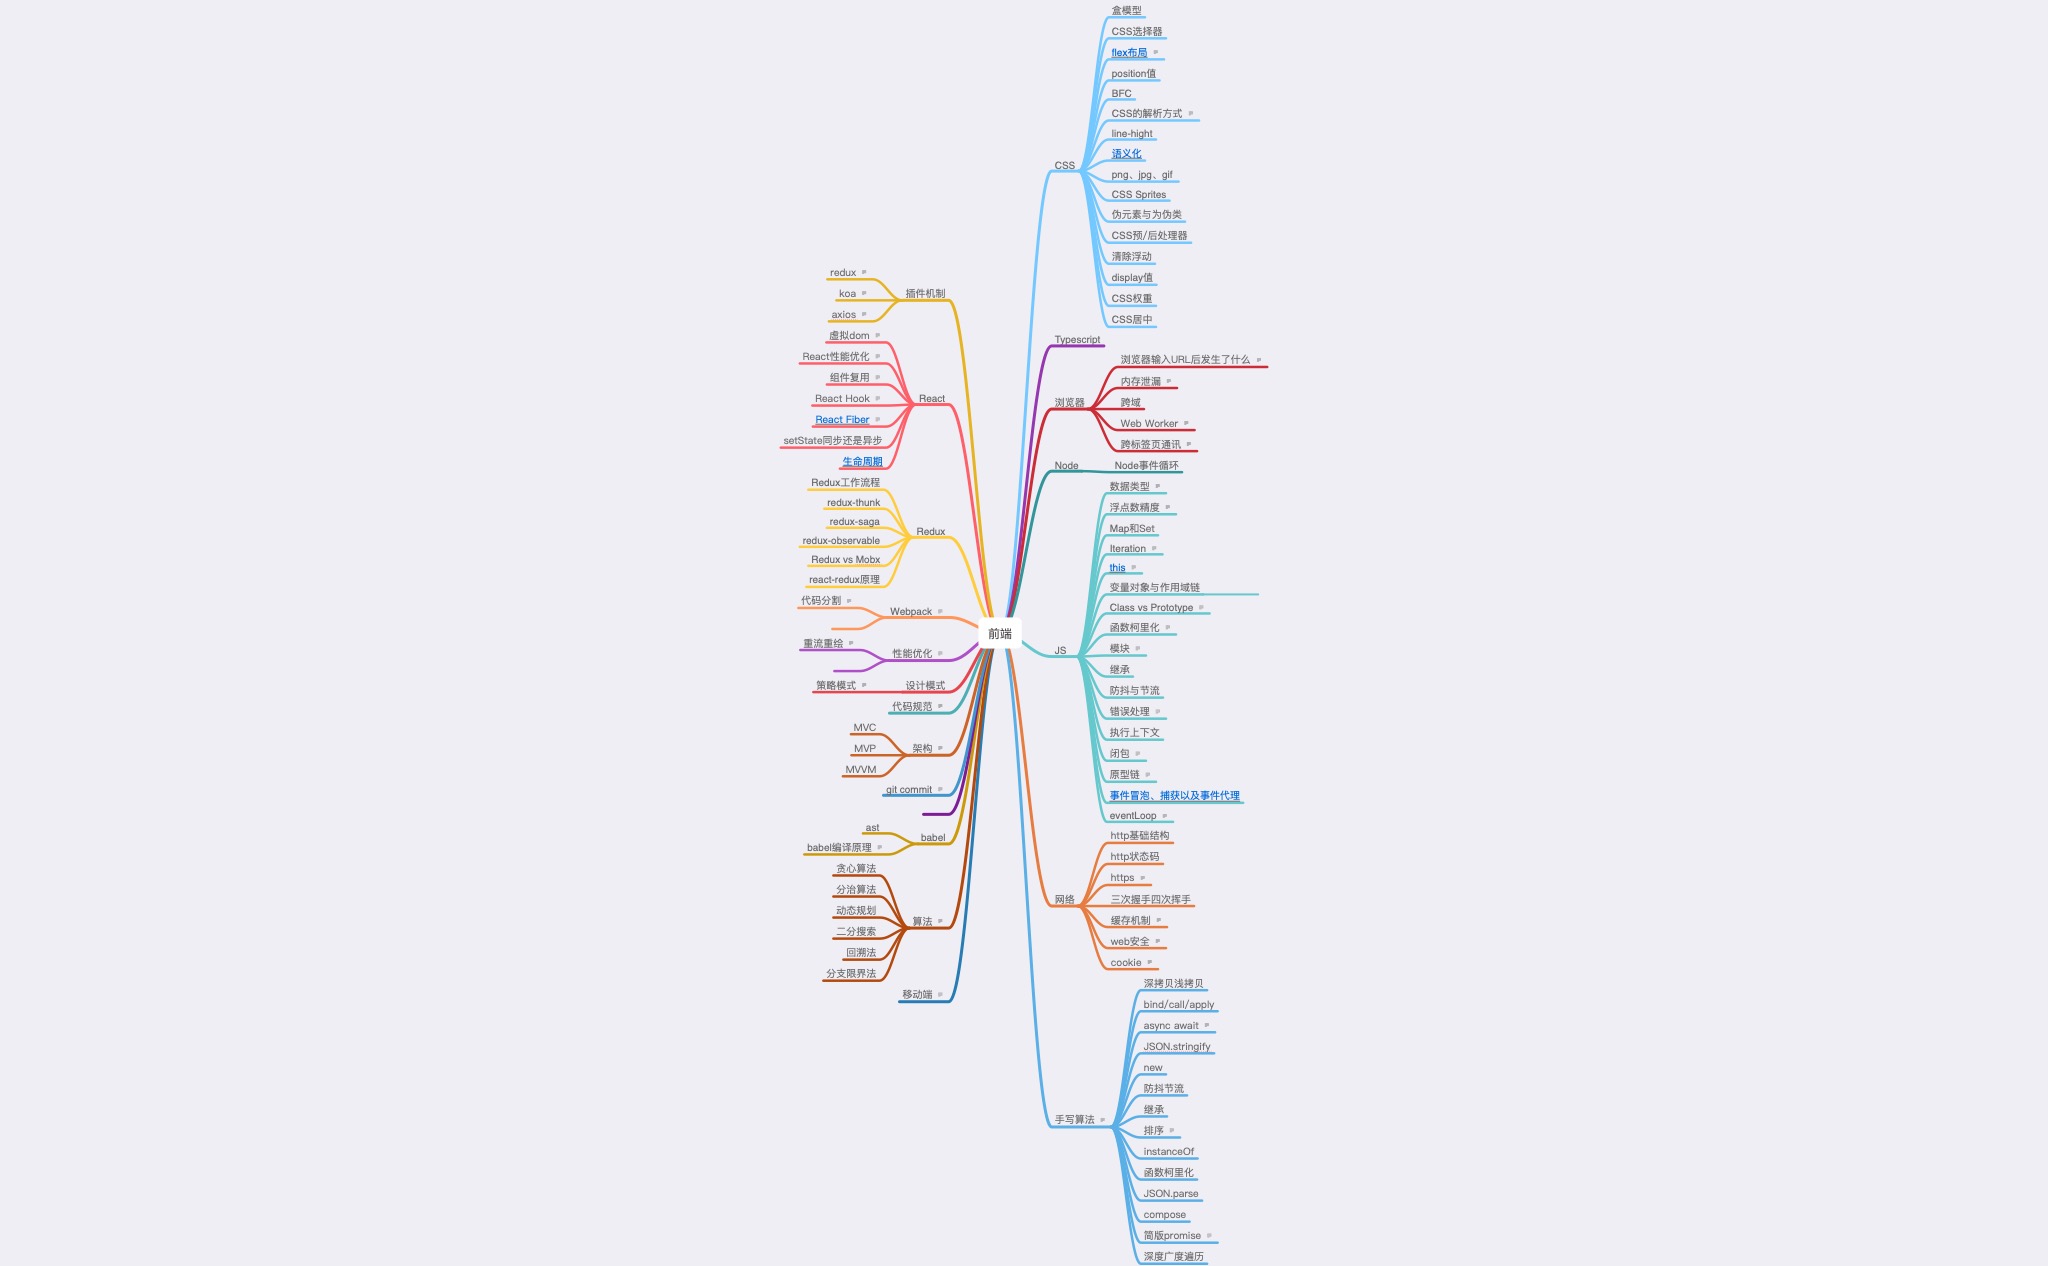 前端
CSS
盒模型
CSS选择器
flex布局
position值
BFC
CSS的解析方式
line-hight
语义化
png、jpg、gif
CSS Sprites
伪元素与为伪类
CSS预/后处理器
清除浮动
display值
CSS权重
CSS居中
Typescript
浏览器
浏览器输入URL后发生了什么
内存泄漏
跨域
Web Worker
跨标签页通讯
Node
Node事件循环
JS
数据类型
浮点数精度
Map和Set
Iteration
this
变量对象与作用域链
Class vs Prototype
函数柯里化
模块
继承
防抖与节流
错误处理
执行上下文
闭包
原型链
事件冒泡、捕获以及事件代理
eventLoop
网络
http基础结构
http状态码
https
三次握手四次挥手
缓存机制
web安全
cookie
手写算法
深拷贝浅拷贝
bind/call/apply
async await
JSON.stringify
new
防抖节流
继承
排序
instanceOf
函数柯里化
JSON.parse
compose
简版promise
深度广度遍历
插件机制
redux
koa
axios
React
虚拟dom
React性能优化
组件复用
React Hook
React Fiber
setState同步还是异步
生命周期
Redux
Redux工作流程
redux-thunk
redux-saga
redux-observable
Redux vs Mobx
react-redux原理
Webpack
代码分割
性能优化
重流重绘
设计模式
策略模式
代码规范
架构
MVC
MVP
MVVM
git commit
babel
ast
babel编译原理
算法
贪心算法
分治算法
动态规划
二分搜索
回溯法
分支限界法
移动端